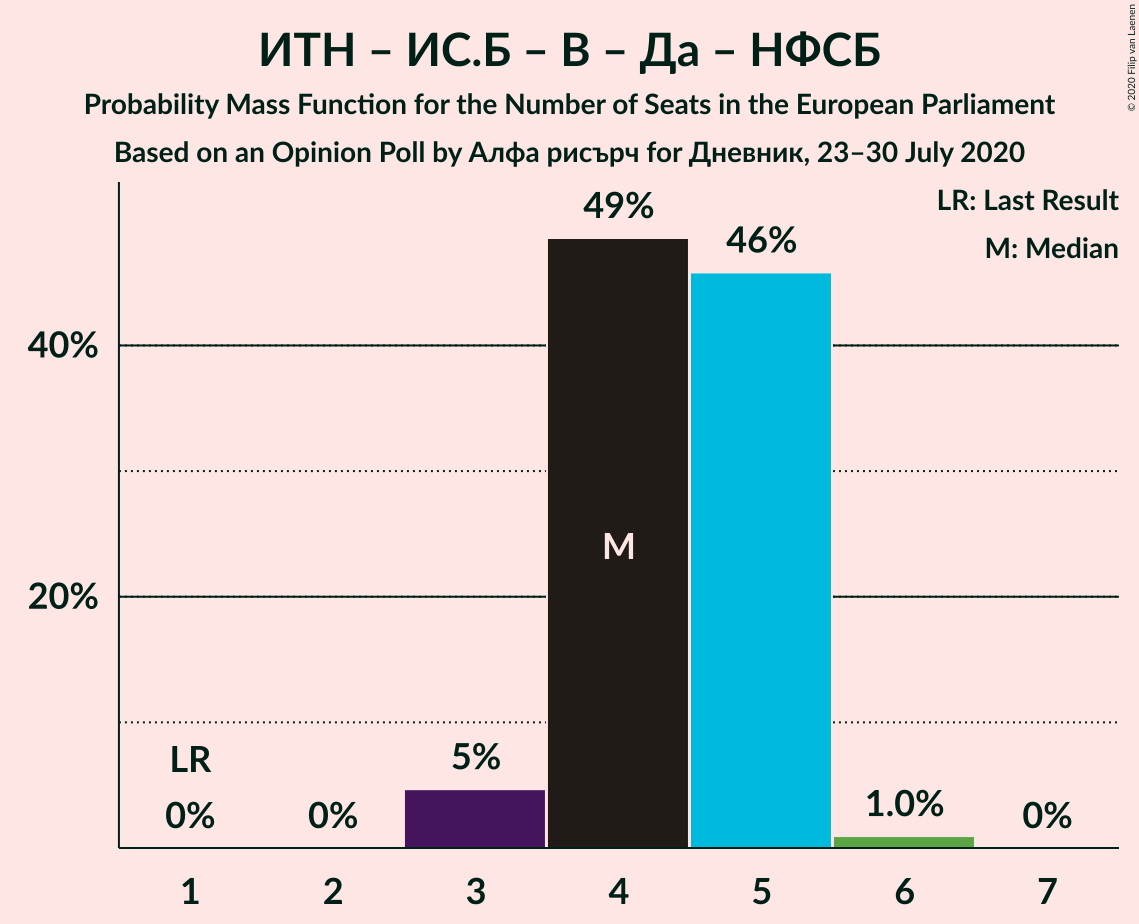 ИТН – ИС.Б – В – Да – НФСБ
Probability Mass Function for the Number of Seats in the European Parliament
Based on an Opinion Poll by Алфа рисърч for Дневник, 23–30 July 2020
© 2020 Filip van Laenen
LR: Last Result
M: Median
49%
46%
40%
M
20%
LR
5%
0%
0%
1.0%
0%
1
2
3
4
5
6
7